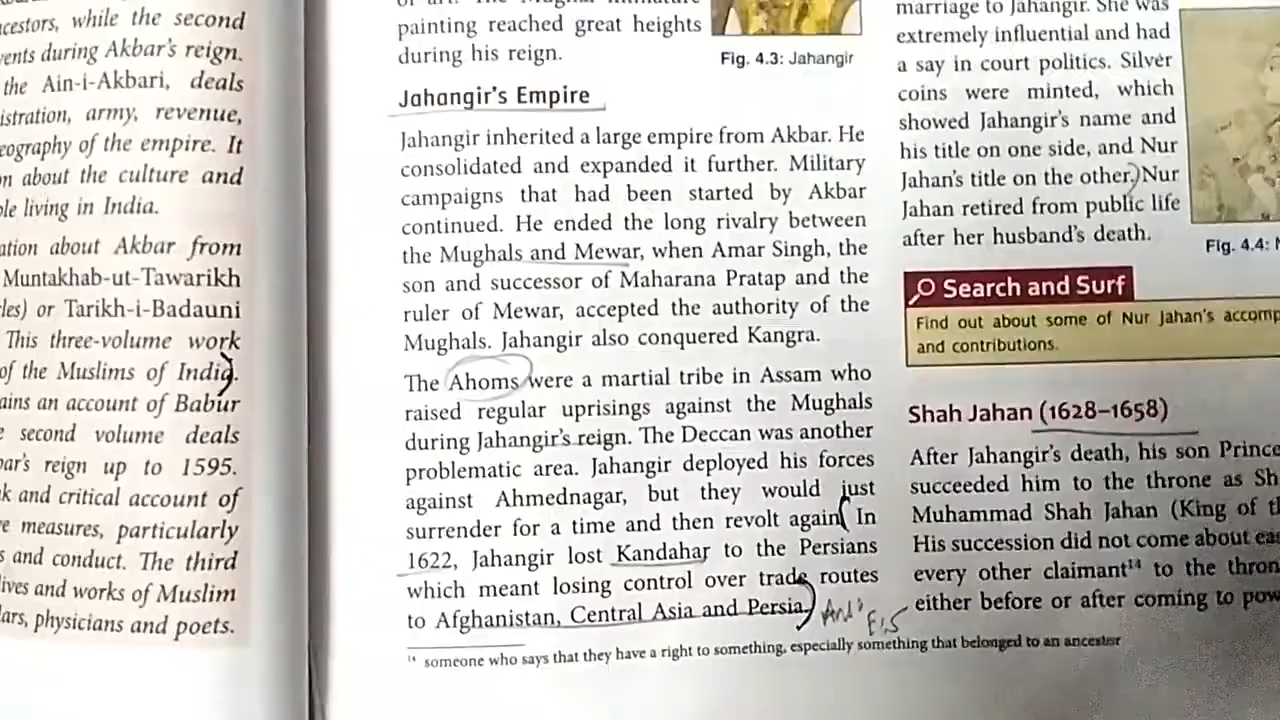 cestors, while the second
vents during Akbar's reign.
the Ain-i-Akbari, deals
istration, army, revenue,
eography of the empire. It
on about the culture and
ple living in India.
ation about Akbar from
Muntakhab-ut-Tawarikh
cles) or Tarikh-i-Badauni
This three-volume work
of the Muslims of India.
ains an account of Babur
e second volume deals
bar's reign up to 1595.
k and critical account of
e measures, particularly
s and conduct. The third
lives and works of Muslim
lars, physicians and poets.
painting reached great heights
during his reign.
Fig. 4.3: Jahangir
Jahangir's Empire
Jahangir inherited a large empire from Akbar. He
consolidated and expanded it further. Military
campaigns that had been started by Akbar
continued. He ended the long rivalry between
the Mughals and Mewar, when Amar Singh, the
son and successor of Maharana Pratap and the
ruler of Mewar, accepted the authority of the
Mughals. Jahangir also conquered Kangra.
The Ahoms were a martial tribe in Assam who
raised regular uprisings against the Mughals
during Jahangir's reign. The Deccan was another
problematic area. Jahangir deployed his forces
against Ahmednagar, but they would just
surrender for a time and then revolt again. In
1622, Jahangir lost Kandahar to the Persians
which meant losing control over trade routes
to Afghanistan, Central Asia and Persia.
14 someone who says that they have a right to something, especially something that belonged to an ancestor
marriage to Jahangir. She was
extremely influential and had
a say in court politics. Silver
coins were minted, which
showed Jahangir's name and
his title on one side, and Nur
Jahan's title on the other. Nur
Jahan retired from public life
after her husband's death.
Fig. 4.4: N
Search and Surf
Find out about some of Nur Jahan's accomp
and contributions.
Shah Jahan (1628–1658)
After Jahangir's death, his son Prince
succeeded him to the throne as Sh
Muhammad Shah Jahan (King of th
His succession did not come about eas
every other claimant14 to the thron
either before or after coming to pow